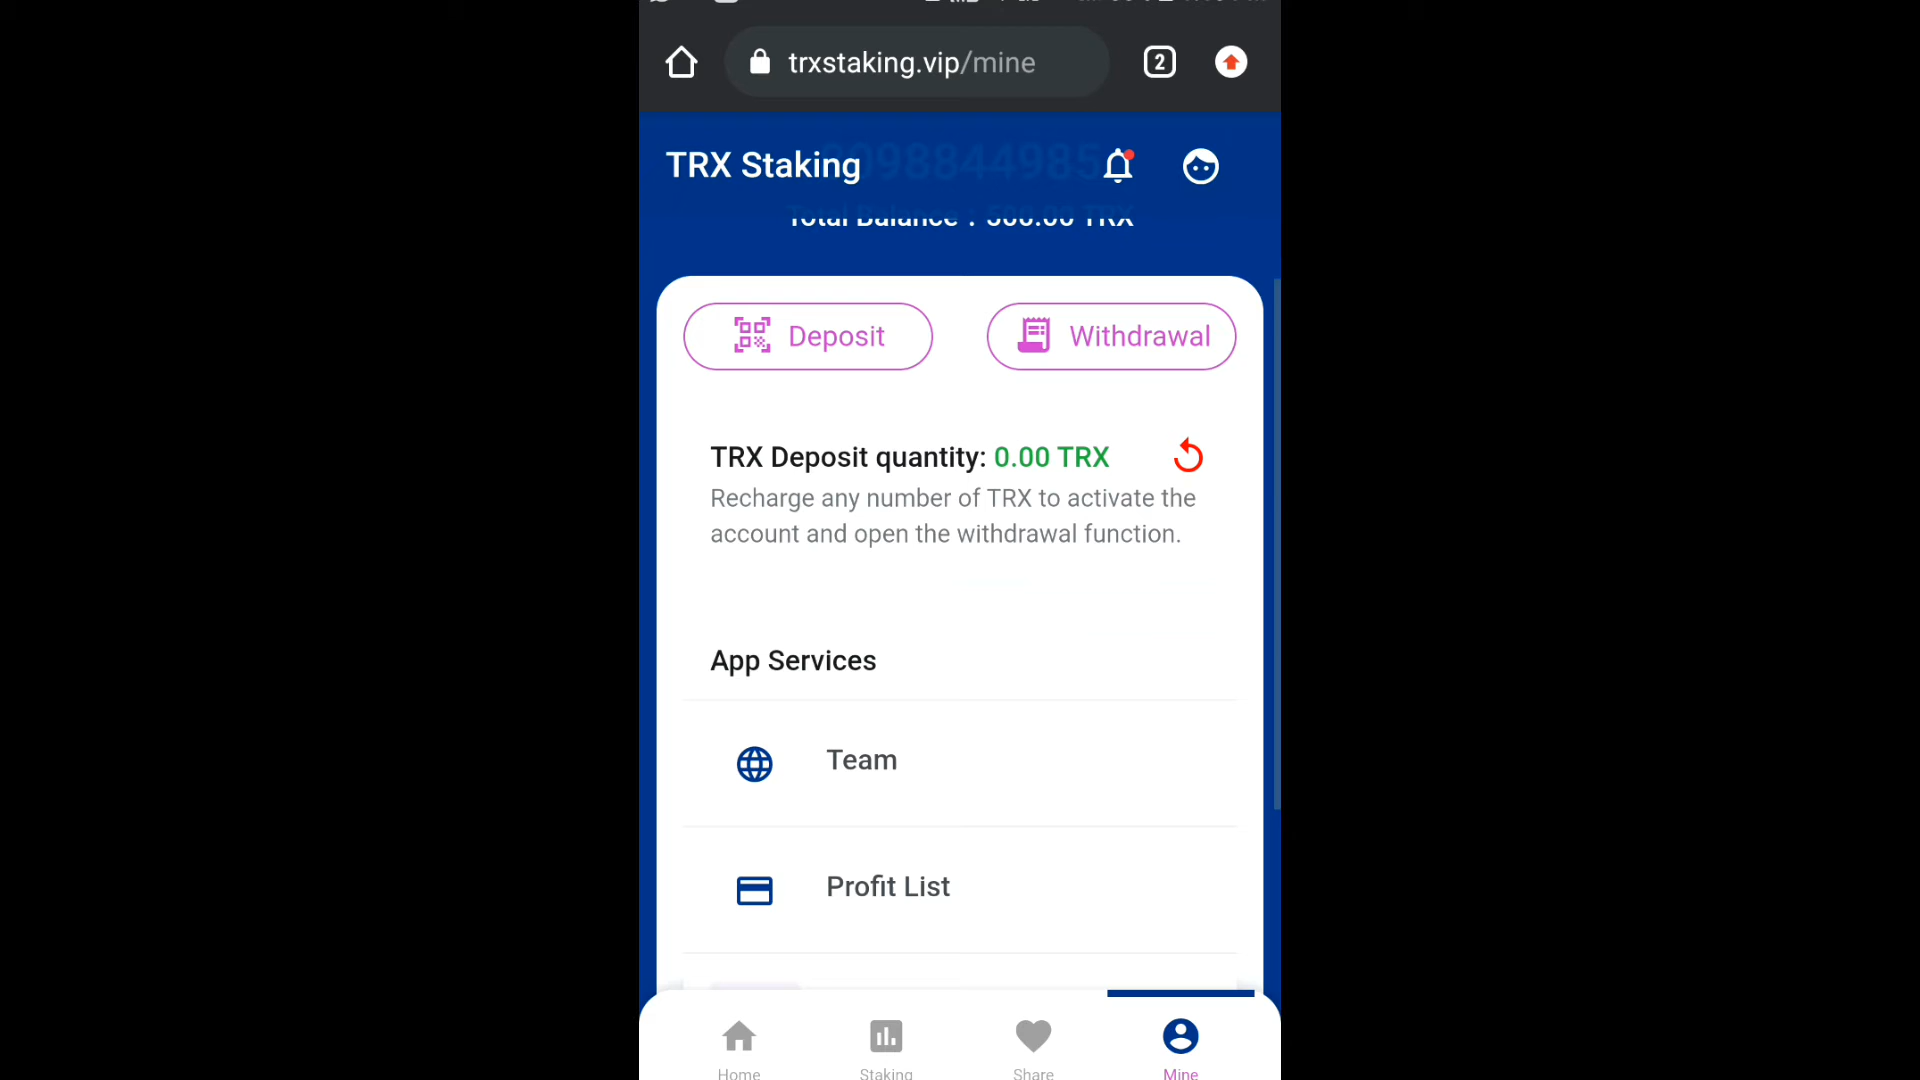 trxstaking.vip/mine
2
TRX Staking
Total Balance : 500.00 TRX
Deposit
Withdrawal
TRX Deposit quantity: 0.00 TRX
Recharge any number of TRX to activate the
account and open the withdrawal function.
App Services
Team
Profit List
Home
Staking
Share
Mine